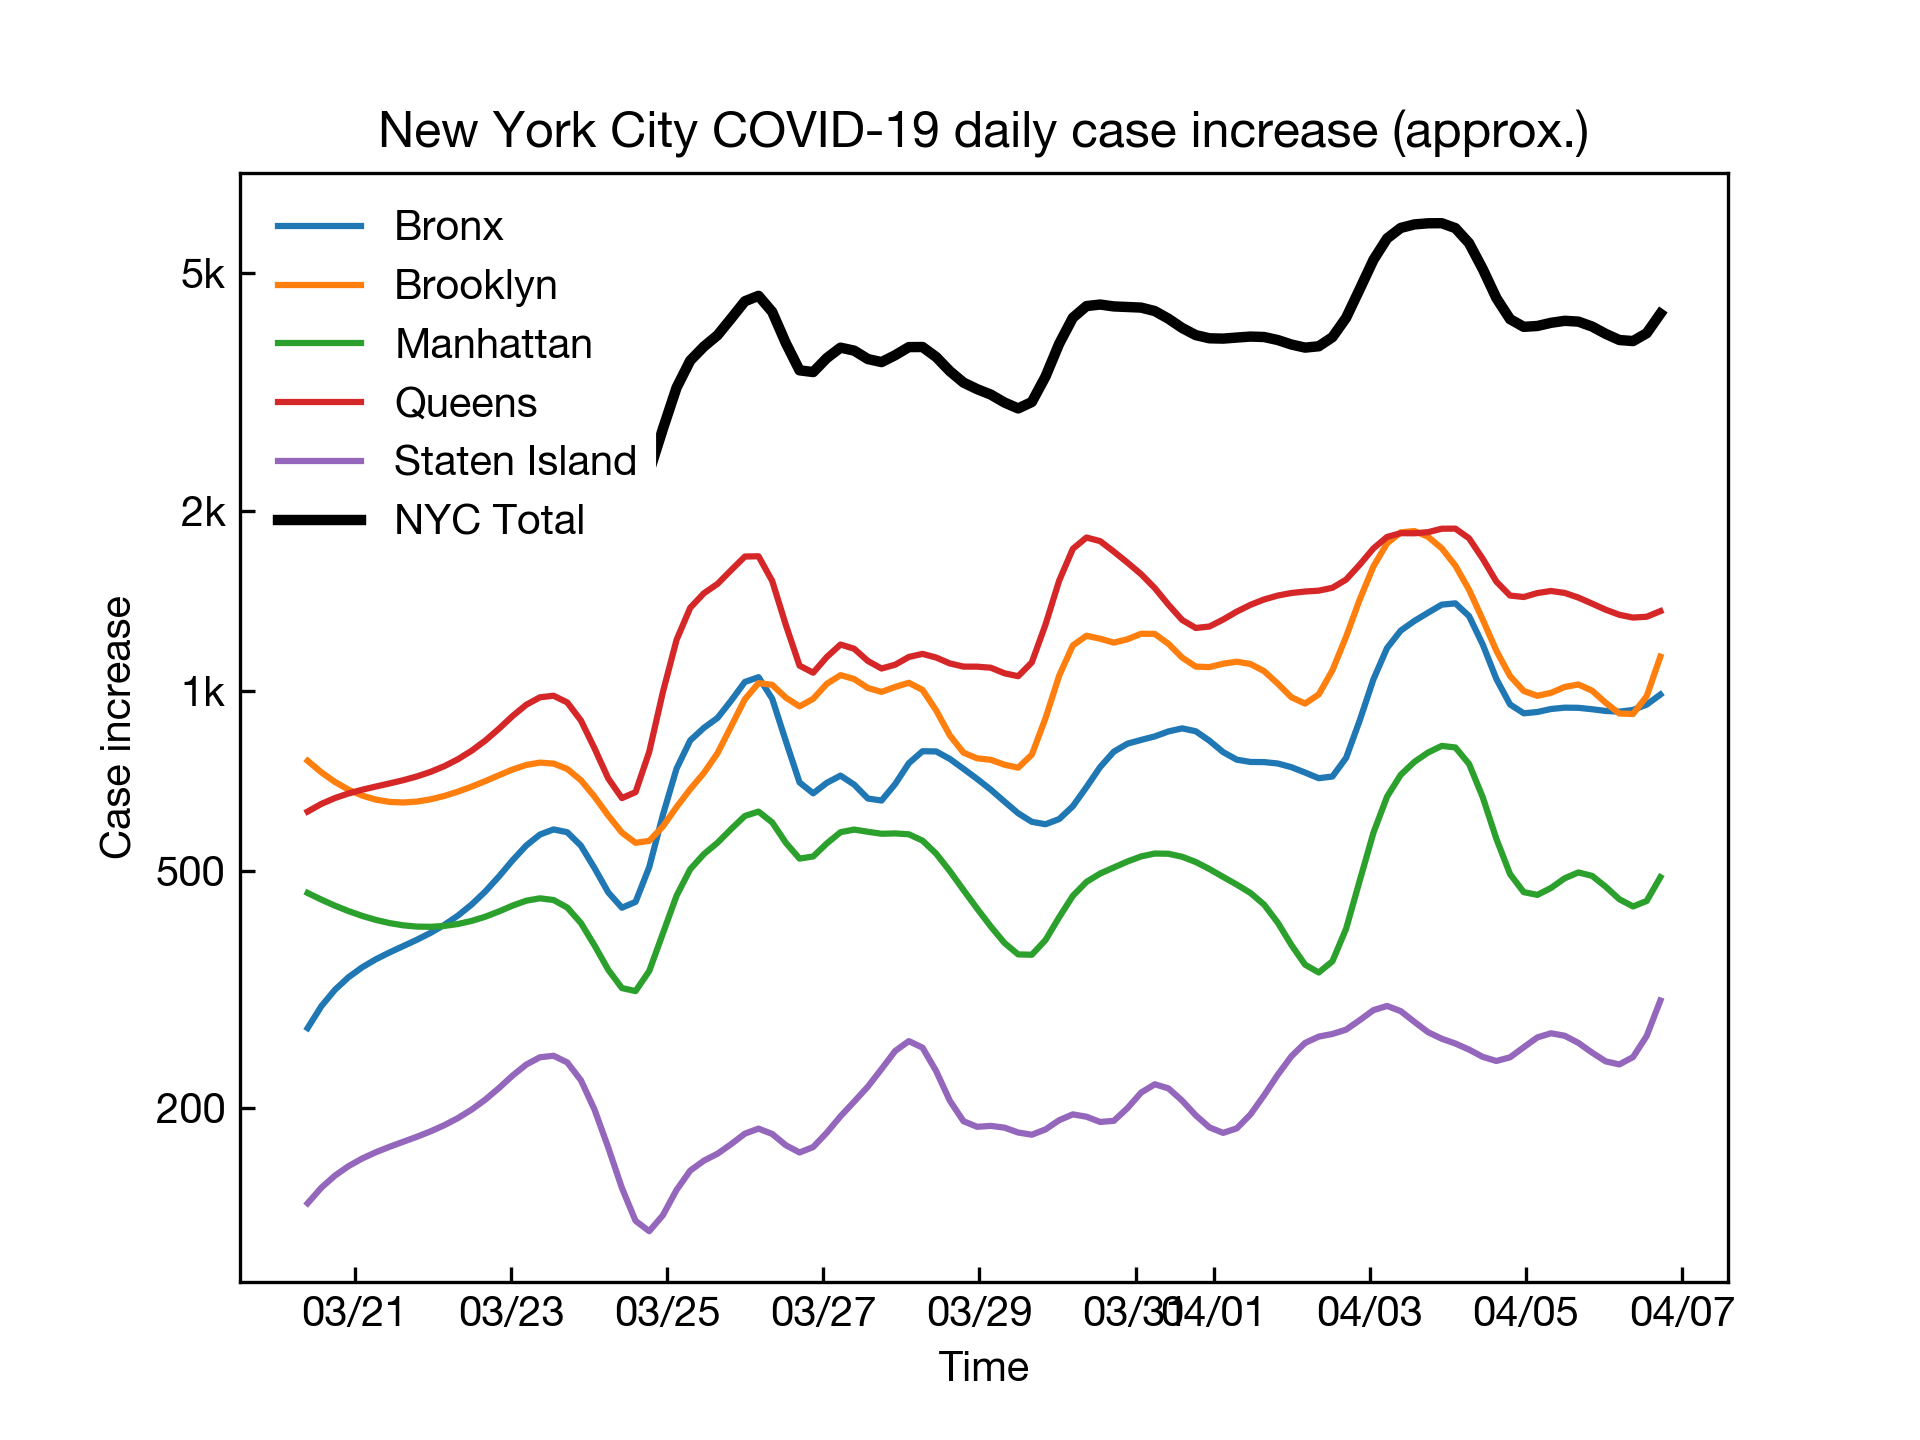 New York City COVID-19 daily case increase (approx.)
Bronx
Brooklyn
Manhattan
Queens
Staten Island
NYC Total
5k
2k
1k
500
200
Case increase
03/21 03/23 03/25 03/27 03/29 03/31 04/01 04/03 04/05 04/07
Time